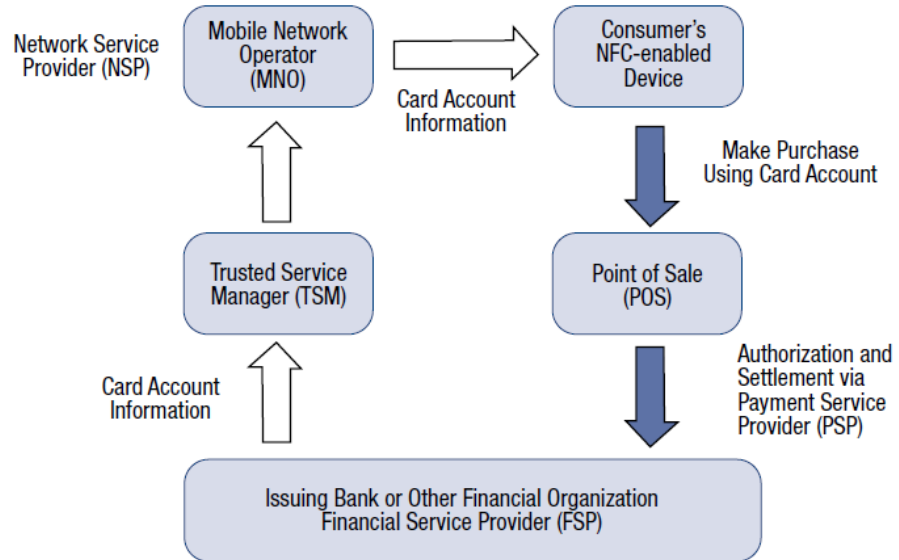 Network Service
Provider (NSP)
Mobile Network
Operator
(MNO)
Card Account
Information
Consumer's
NFC-enabled
Device
Make Purchase
Using Card Account
Trusted Service
Manager (TSM)
Point of Sale
(POS)
Card Account
Information
Authorization and
Settlement via
Payment Service
Provider (PSP)
Issuing Bank or Other Financial Organization
Financial Service Provider (FSP)